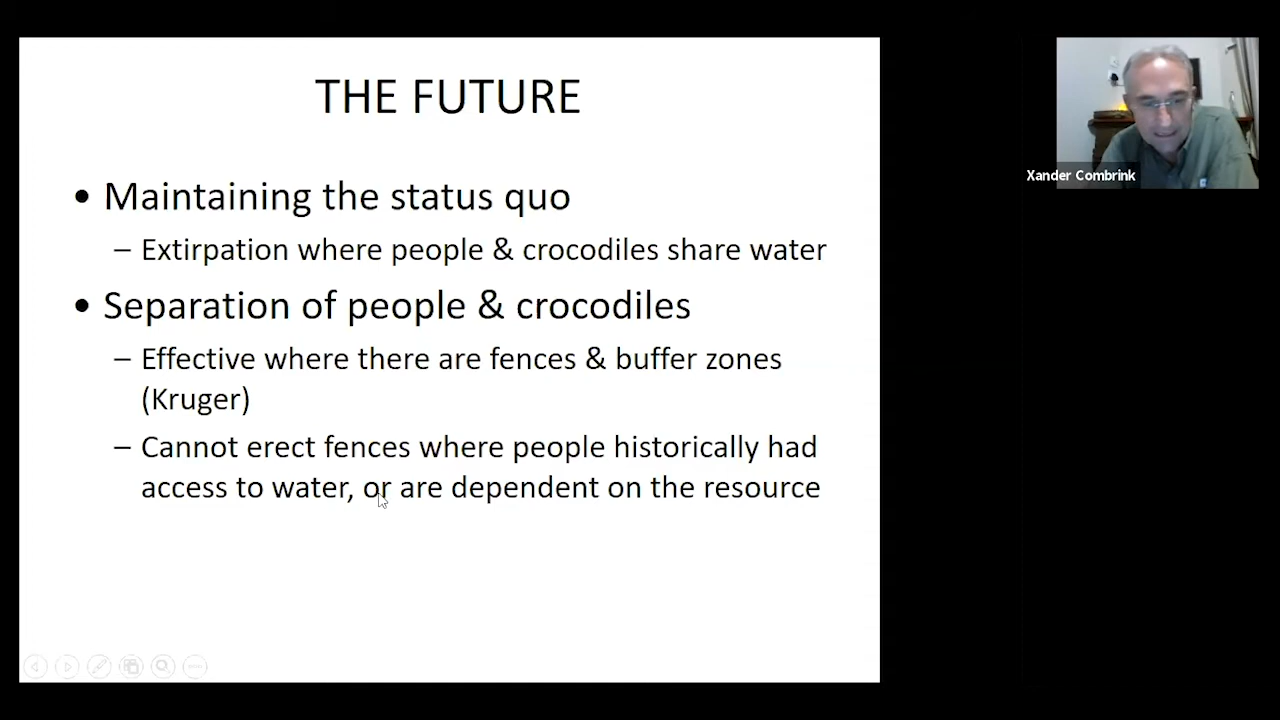 THE FUTURE
• Maintaining the status quo
– Extirpation where people & crocodiles share water
• Separation of people & crocodiles
– Effective where there are fences & buffer zones
(Kruger)
– Cannot erect fences where people historically had
access to water, or are dependent on the resource
Xander Combrink